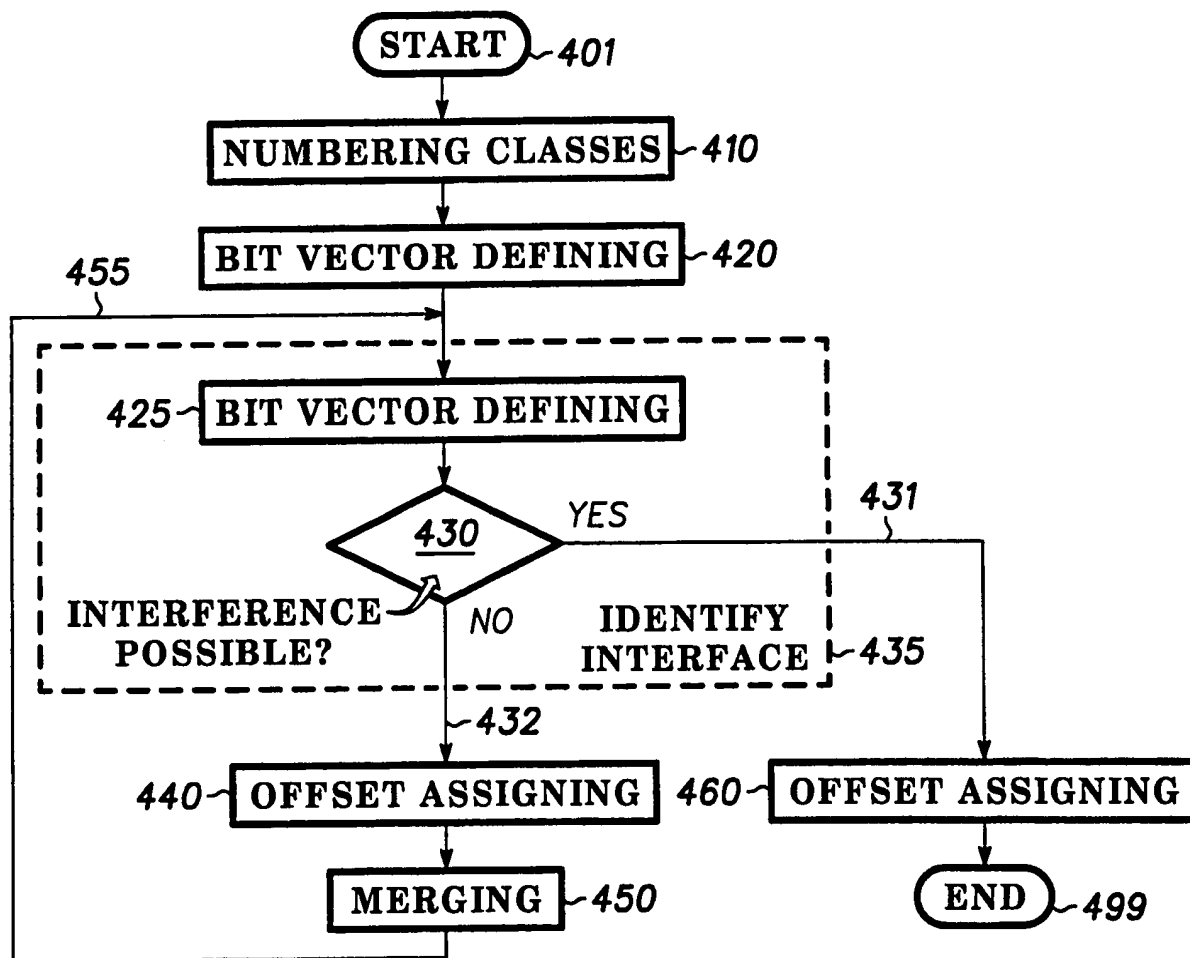 START
401
NUMBERING CLASSES
410
BIT VECTOR DEFINING
420
455
425
BIT VECTOR DEFINING
430
YES
431
INTERFERENCE
POSSIBLE?
NO
IDENTIFY
INTERFACE
435
432
440
OFFSET ASSIGNING
460
OFFSET ASSIGNING
MERGING
450
END
499